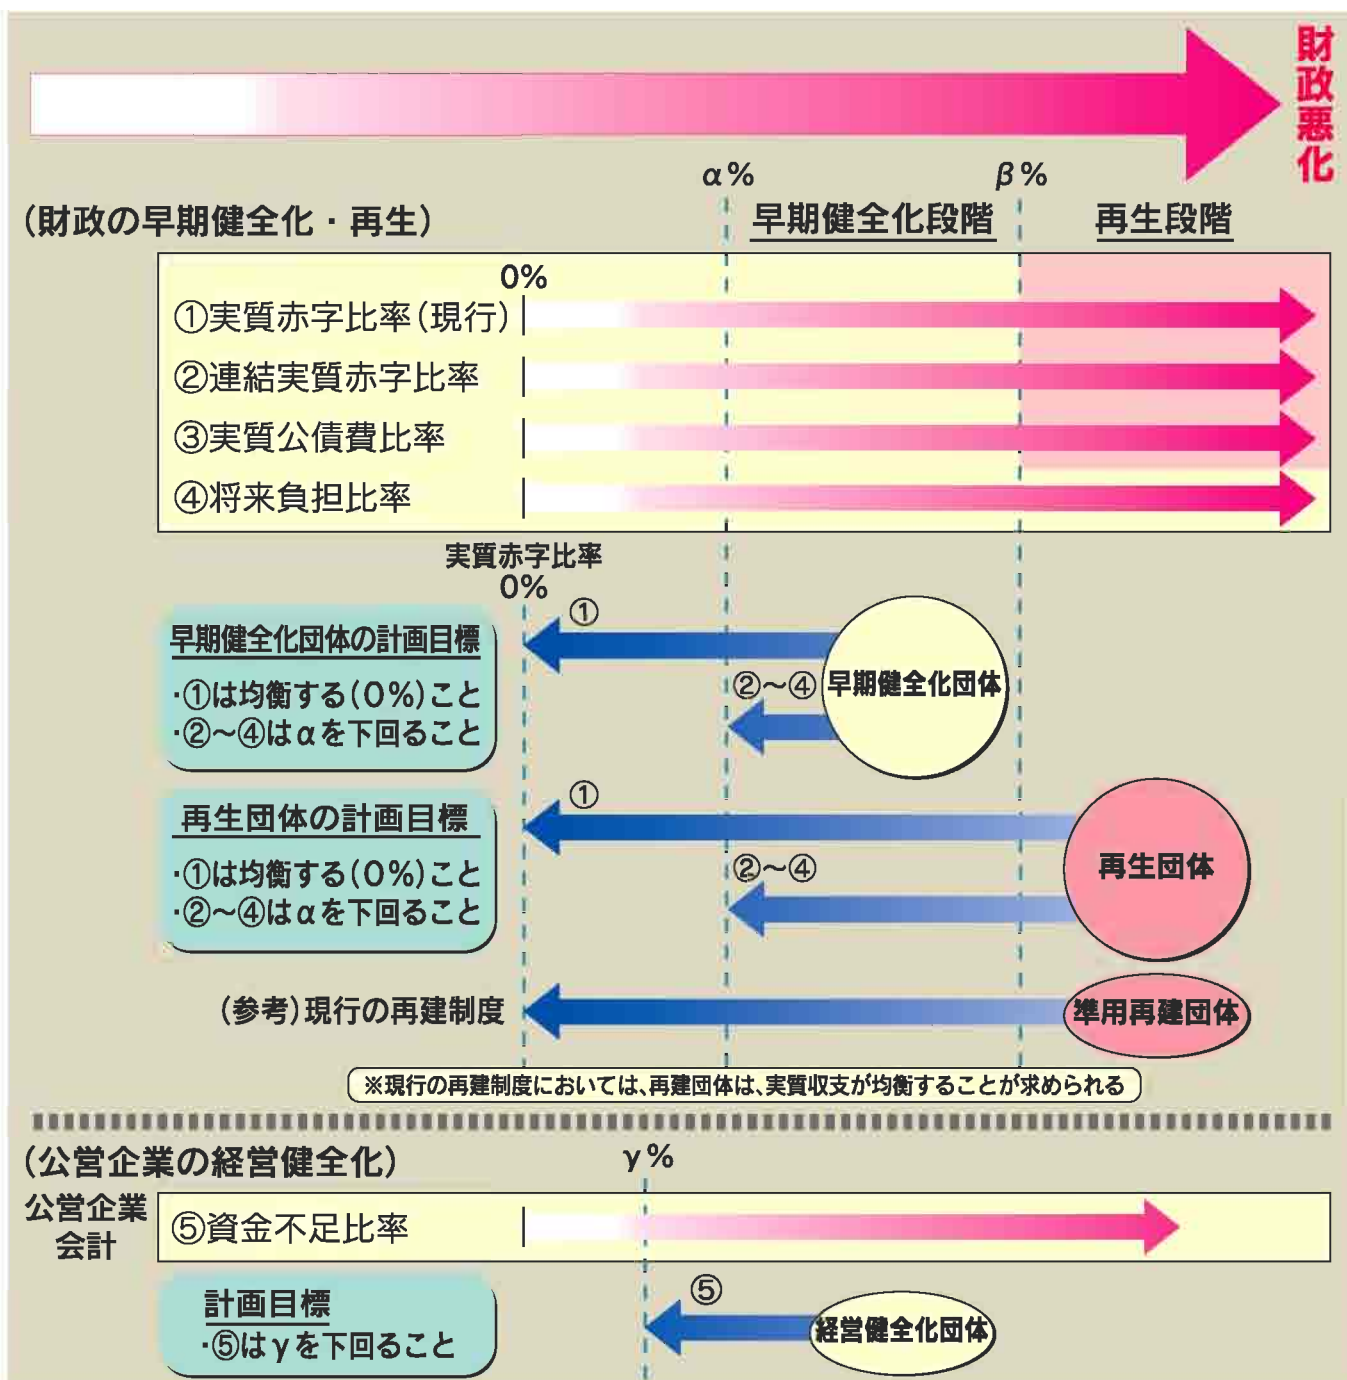 財政悪化
α% β%
(財政の早期健全化・再生) 早期健全化段階 再生段階
0%
①実質赤字比率(現行)
②連結実質赤字比率
③実質公債費比率
④将来負担比率
実質赤字比率
0%
①
早期健全化団体の計画目標
・①は均衡する(0%)こと
・②~④はαを下回ること
②~④
早期健全化団体
①
再生団体の計画目標
・①は均衡する(0%)こと
・②~④はαを下回ること
②~④
再生団体
(参考)現行の再建制度
準用再建団体
※現行の再建制度においては、再建団体は、実質収支が均衡することが求められる
(公営企業の経営健全化) γ%
公営企業
会計
⑤資金不足比率
計画目標
・⑤はγを下回ること
⑤
経営健全化団体